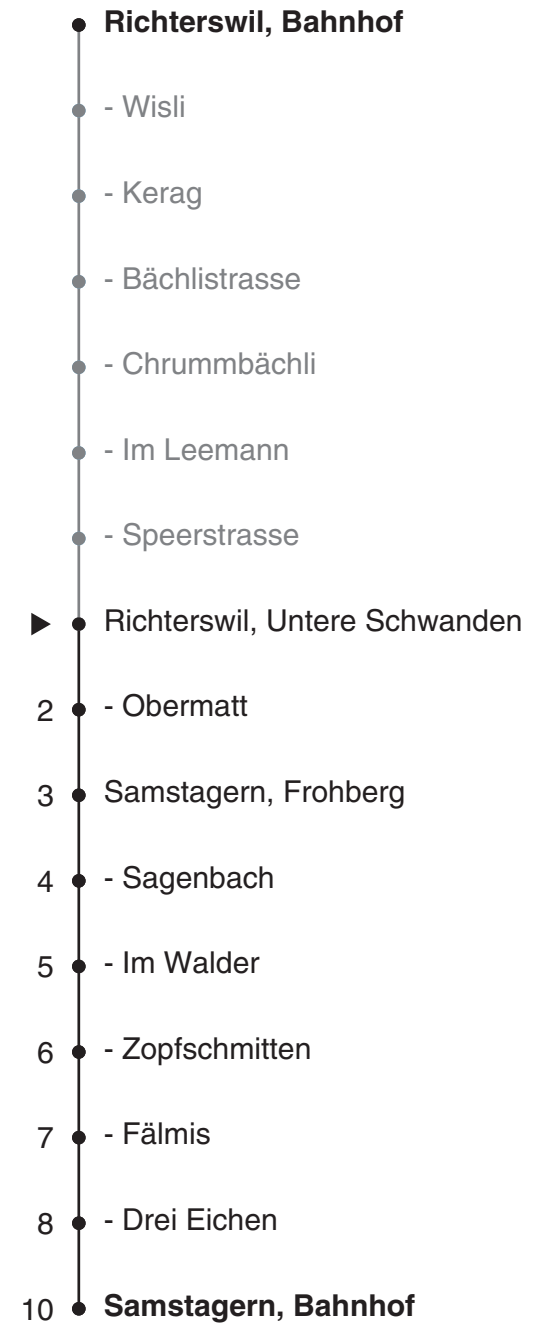 Richterswil, Bahnhof
- Wisli
- Kerag
- Bächlistrasse
- Chrummbächli
- Im Leemann
- Speerstrasse
Richterswil, Untere Schwanden
2 - Obermatt
3 Samstagern, Frohberg
4 - Sagenbach
5 - Im Walder
6 - Zopfschmitten
7 - Fälmis
8 - Drei Eichen
10 Samstagern, Bahnhof